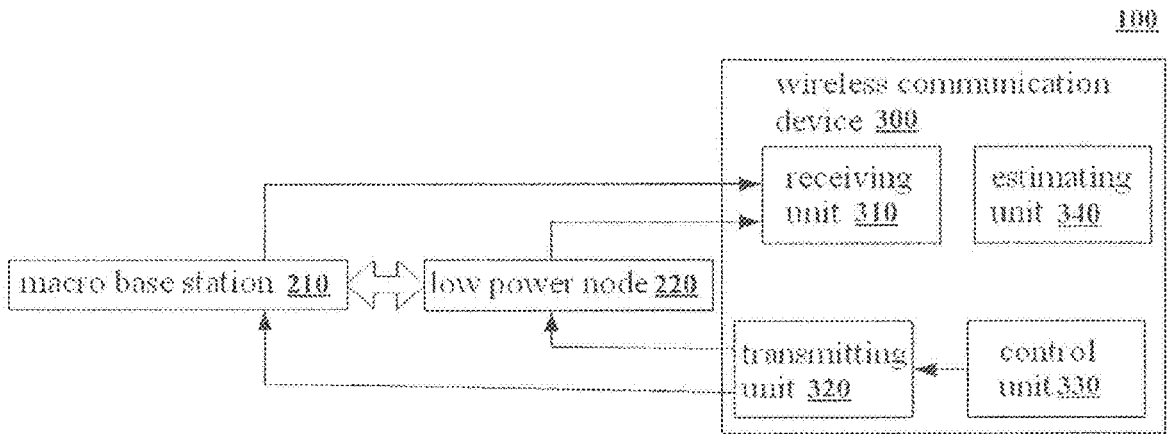 100
wireless communication
device 300
receiving
unit 310
estimating
unit 340
macro base station 210
low power node 220
transmitting
unit 320
control
unit 330